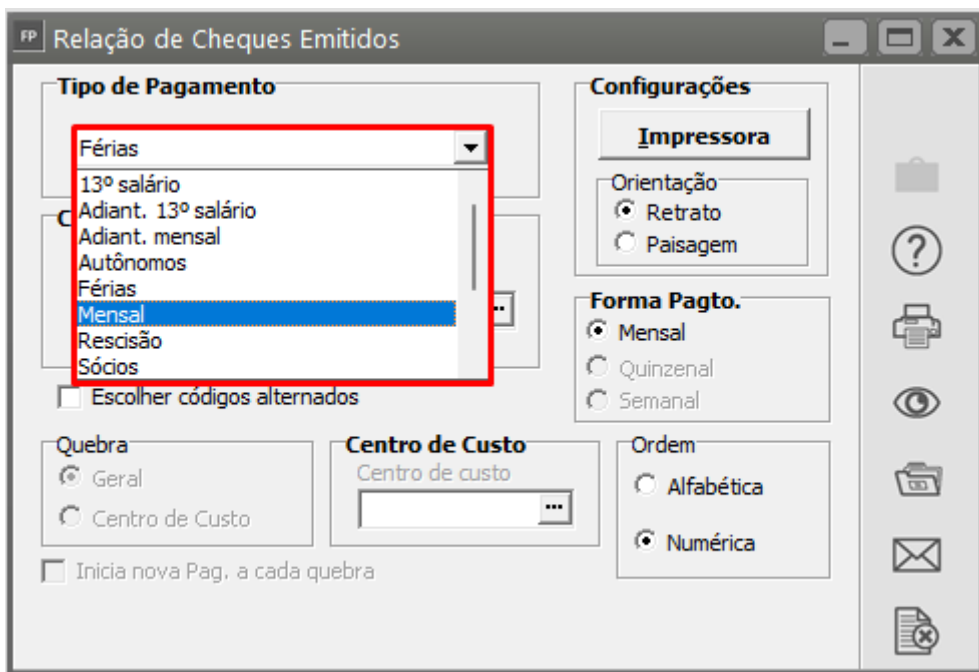 FP Relação de Cheques Emitidos
Tipo de Pagamento
Férias
13º salário
Adiant. 13º salário
Adiant. mensal
Autônomos
Férias
Mensal
Rescisão
Sócios
C
...
Escolher códigos alternados
Configurações
Impressora
Orientação
Retrato
Paisagem
Forma Pagto.
Mensal
Quinzenal
Semanal
Quebra
Geral
Centro de Custo
Centro de Custo
Centro de custo
...
Ordem
Alfabética
Numérica
Inicia nova Pag. a cada quebra